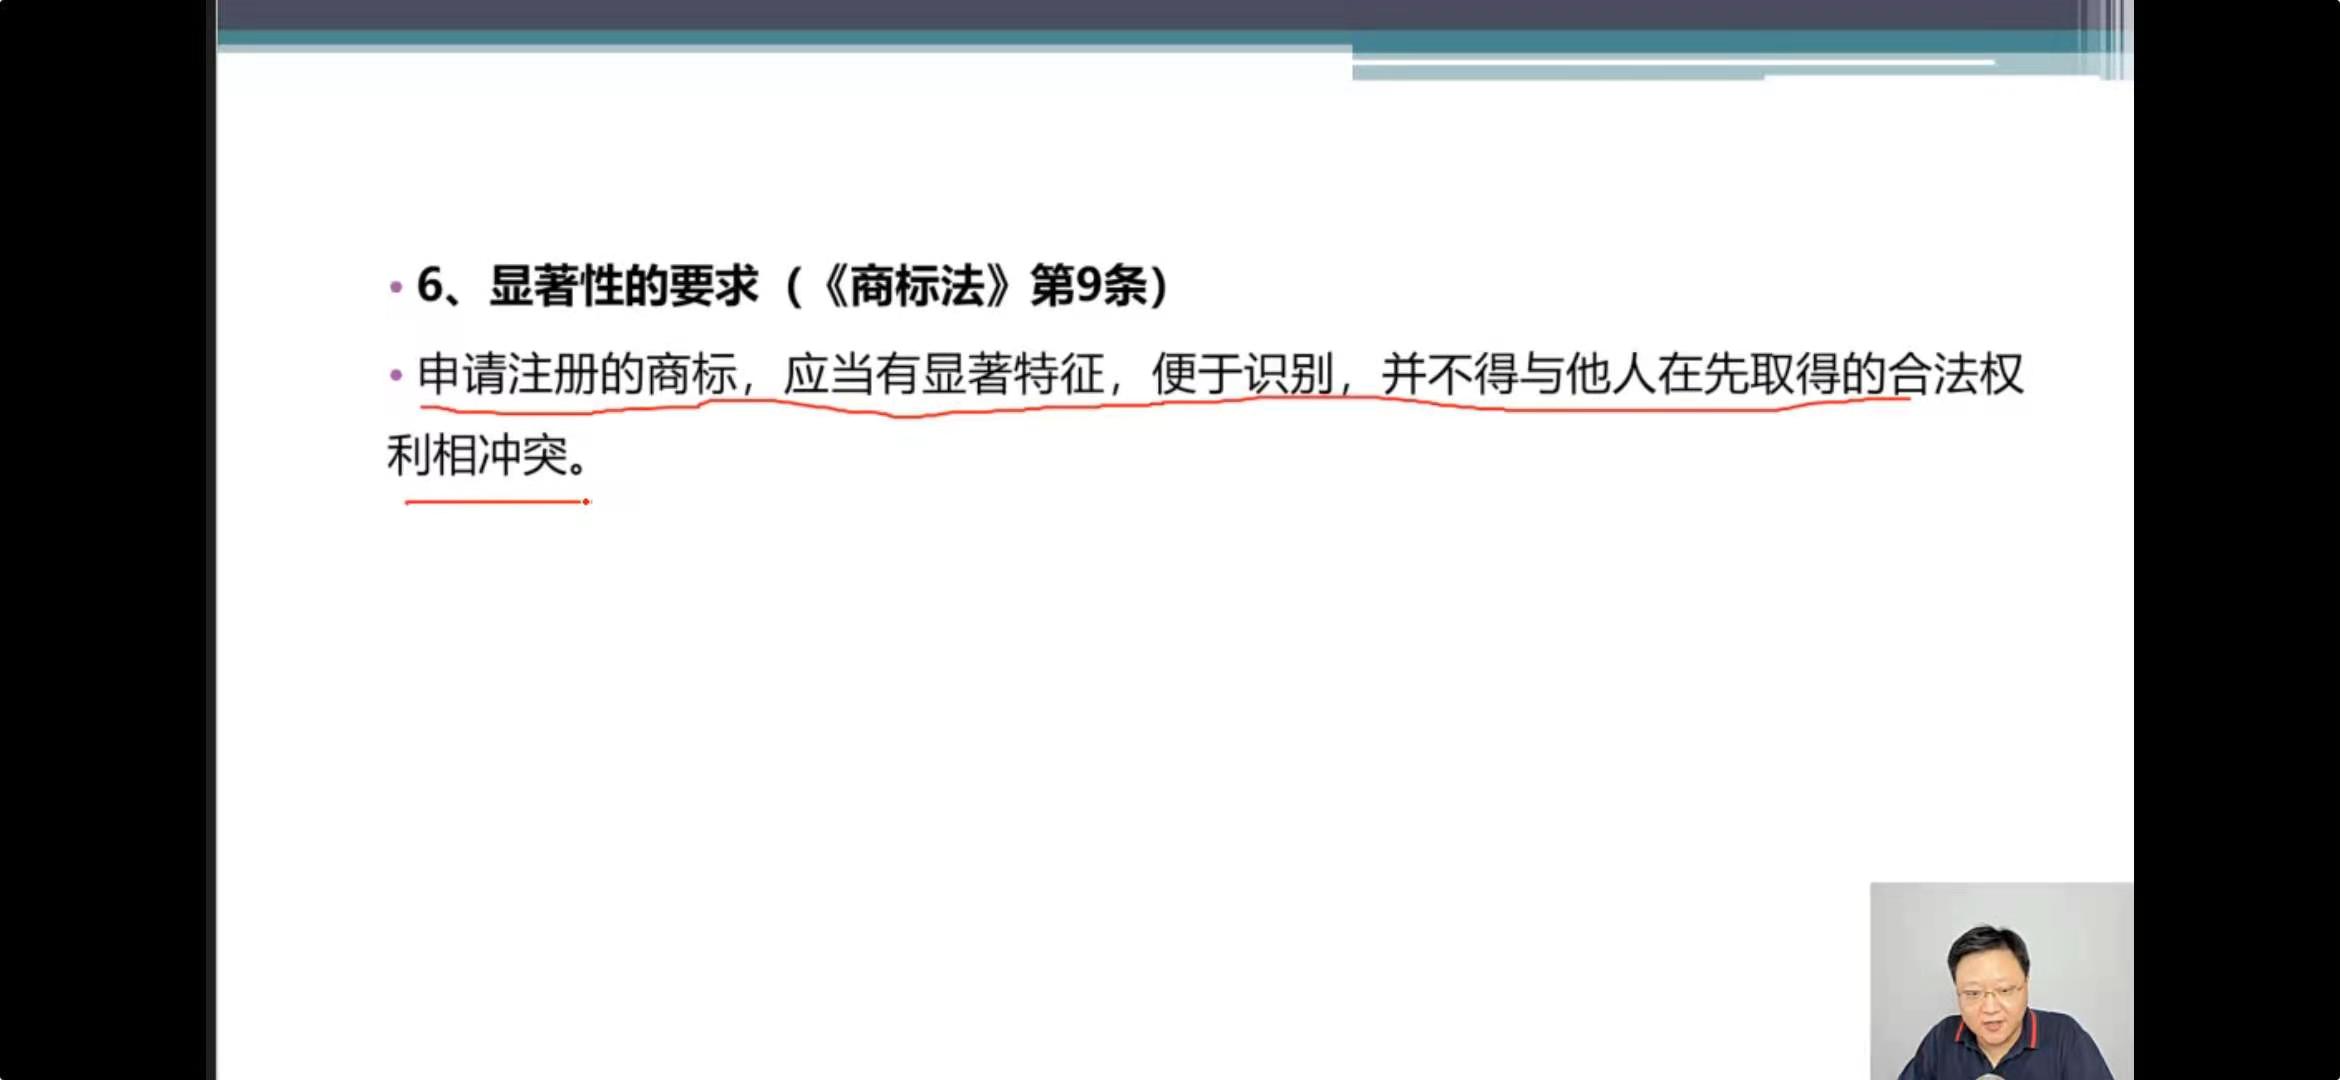 • 6、显著性的要求（《商标法》第9条）
• 申请注册的商标，应当有显著特征，便于识别，并不得与他人在先取得的合法权
利相冲突。